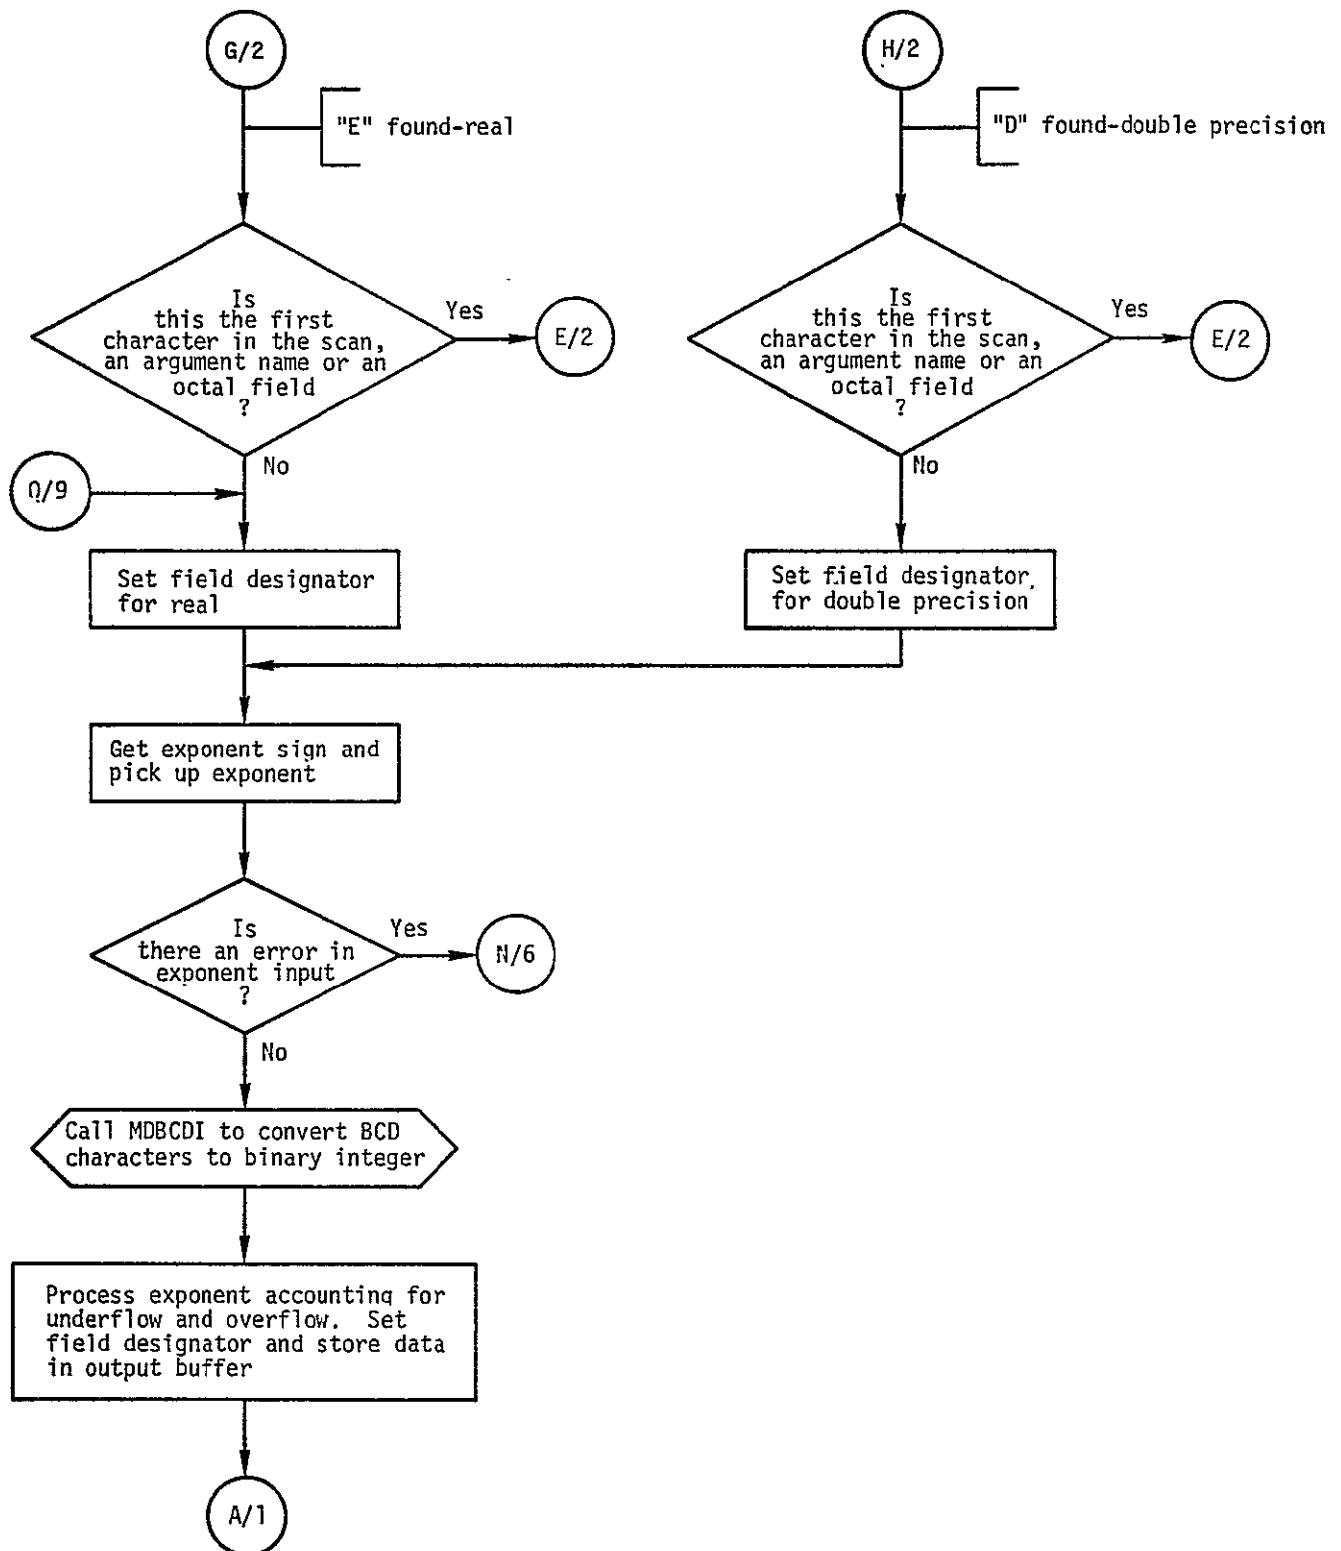 G/2
"E" found-real
Is
this the first
character in the scan,
an argument name or an
octal field
?
Yes
E/2
No
Q/9
Set field designator
for real
H/2
"D" found-double precision
Is
this the first
character in the scan,
an argument name or an
octal field
?
Yes
E/2
No
Set field designator
for double precision
Get exponent sign and
pick up exponent
Is
there an error in
exponent input
?
Yes
N/6
No
Call MDBCDI to convert BCD
characters to binary integer
Process exponent accounting for
underflow and overflow. Set
field designator and store data
in output buffer
A/1